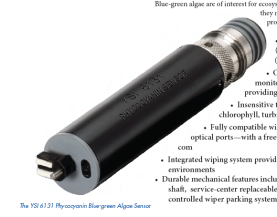 Blue-green algae are of interest for ecosys
they m
pro
• 
(
(
• C
monito
providing
• Insensitive t
chlorophyll, turb
• Fully compatible wi
optical ports—with a free
com
• Integrated wiping system provid
environments
• Durable mechanical features inclu
shaft, service-center replaceable
controlled wiper parking system
The YSI 6131 Phycocyanin Blue-green Algae Sensor